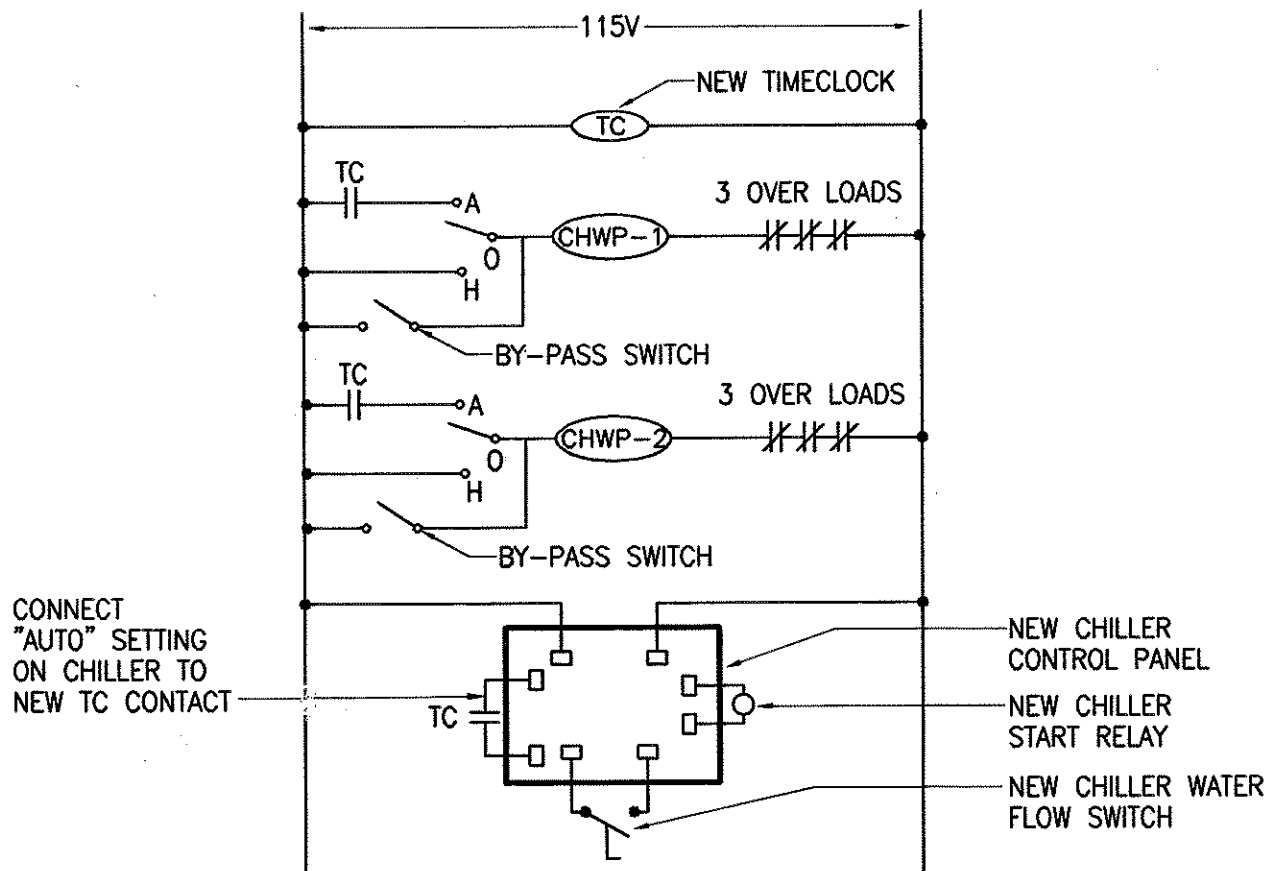 115V
NEW TIMECLOCK
TC
TC
A
3 OVER LOADS
CHWP-1
O
H
BY-PASS SWITCH
TC
A
3 OVER LOADS
CHWP-2
O
H
BY-PASS SWITCH
CONNECT
"AUTO" SETTING
ON CHILLER TO
NEW TC CONTACT
TC
NEW CHILLER
CONTROL PANEL
NEW CHILLER
START RELAY
NEW CHILLER WATER
FLOW SWITCH